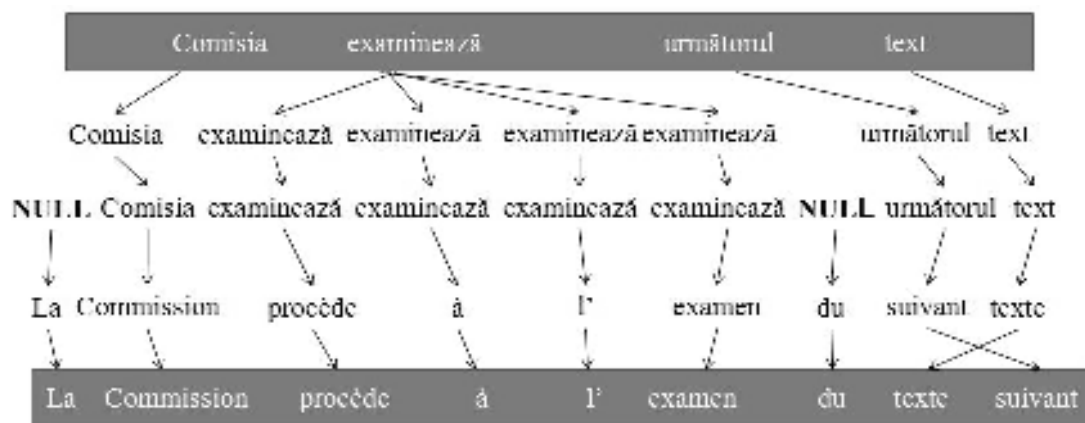 Comisia examinează următorul text
Comisia examinează examinează examinează examinează următorul text
NULL Comisia examinează examinează examinează examinează NULL următorul text
La Commission procède à l' examen du suivant texte
La Commission procède à l' examen du texte suivant